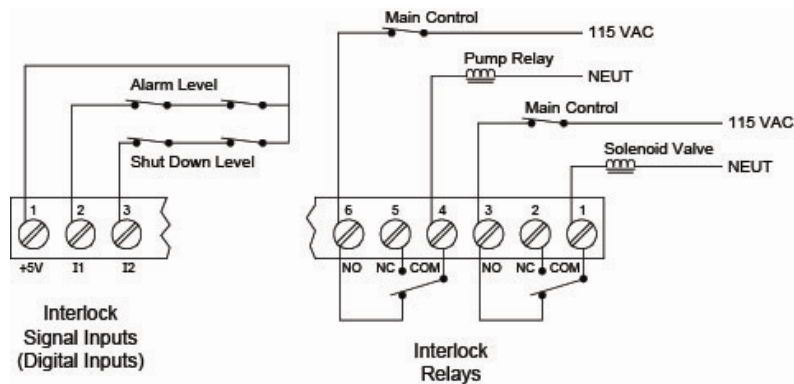 Main Control
115 VAC
Pump Relay
NEUT
Alarm Level
Main Control
115 VAC
Shut Down Level
Solenoid Valve
NEUT
1 2 3
6 5 4 3 2 1
+5V I1 I2
NO NC COM NO NC COM
Interlock
Signal Inputs
(Digital Inputs)
Interlock
Relays